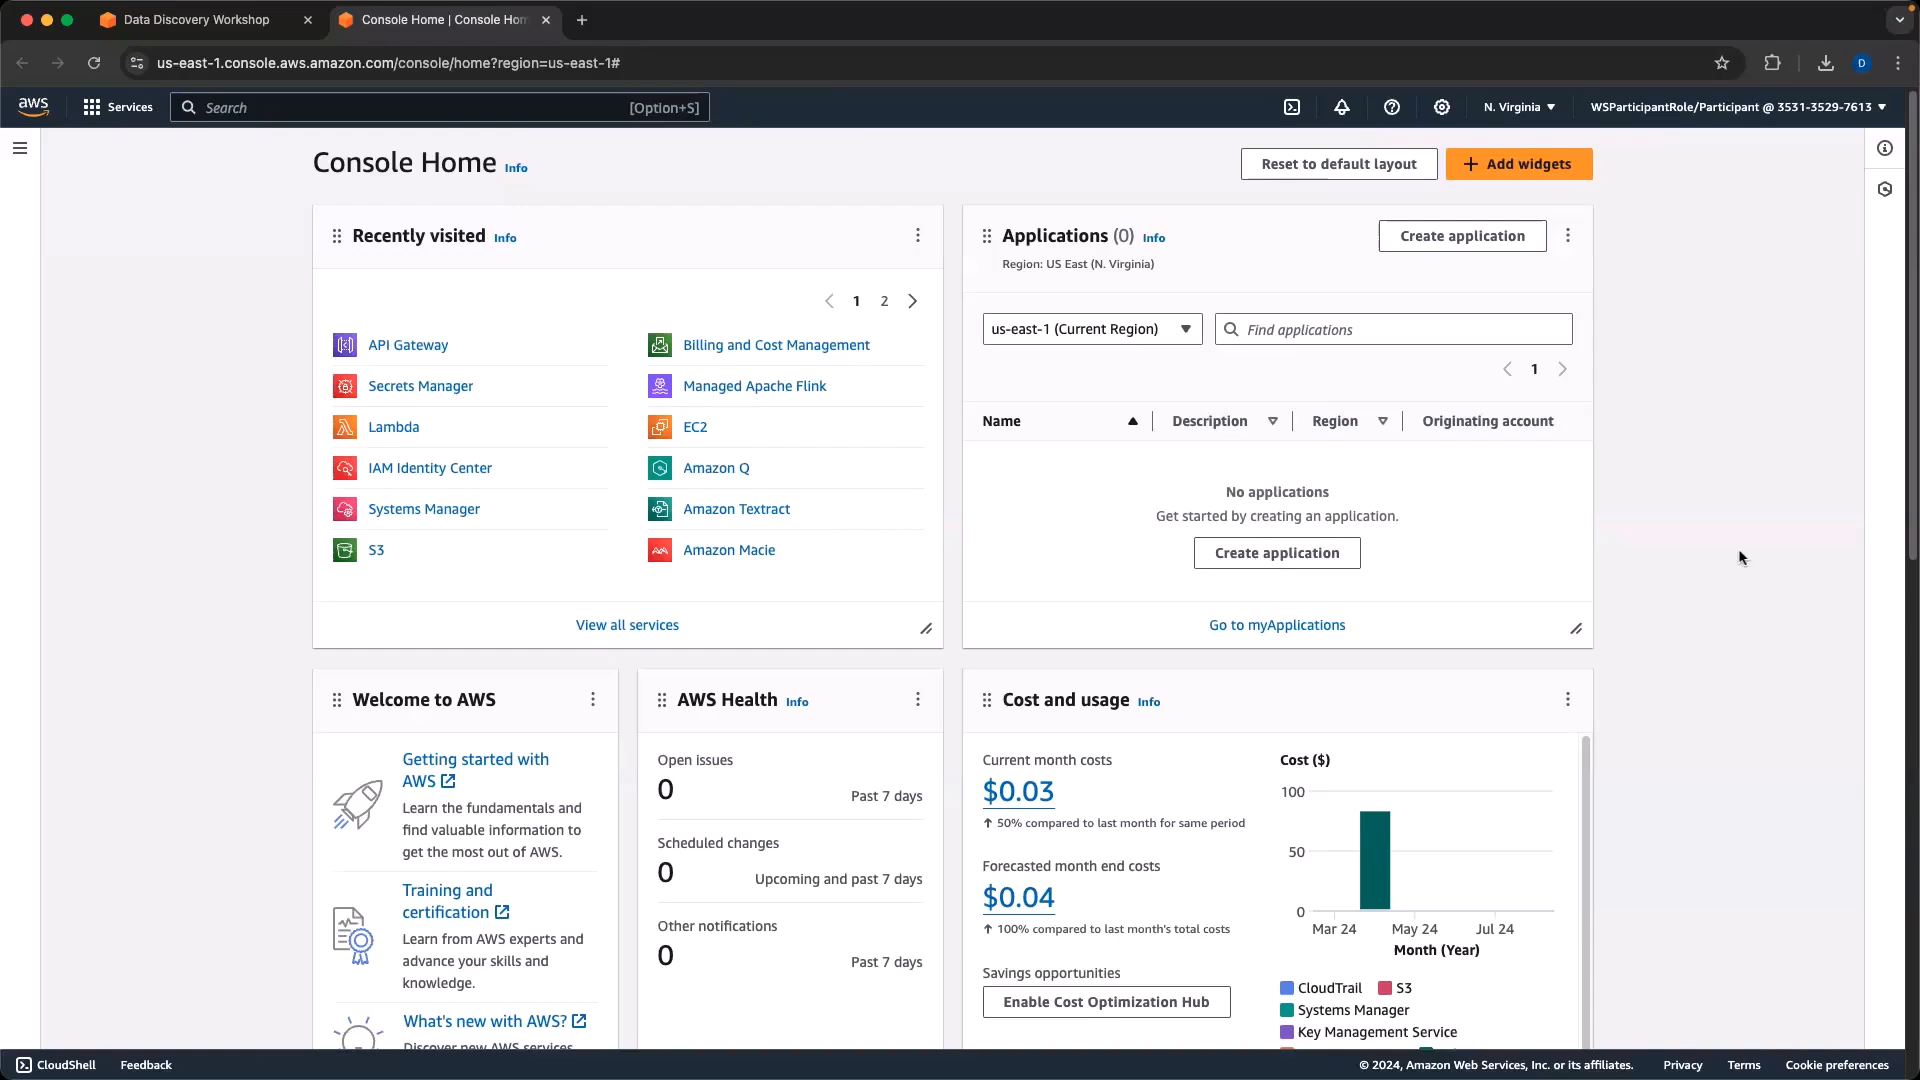 Data Discovery Workshop
Console Home | Console Hom
us-east-1.console.aws.amazon.com/console/home?region=us-east-1#
D
aws
Services
Search
[Option+S]
N. Virginia
WSParticipantRole/Participant @ 3531-3529-7613
Console Home Info
Reset to default layout
Add widgets
Recently visited Info
1 2
API Gateway
Billing and Cost Management
Secrets Manager
Managed Apache Flink
Lambda
EC2
IAM Identity Center
Amazon Q
Systems Manager
Amazon Textract
S3
Amazon Macie
View all services
Applications (0) Info
Region: US East (N. Virginia)
Create application
us-east-1 (Current Region)
Find applications
1
Name Description Region Originating account
No applications
Get started by creating an application.
Create application
Go to myApplications
Welcome to AWS
Getting started with
AWS
Learn the fundamentals and
find valuable information to
get the most out of AWS.
Training and
certification
Learn from AWS experts and
advance your skills and
knowledge.
What's new with AWS?
Discover new AWS services
AWS Health Info
Open issues
0
Past 7 days
Scheduled changes
0
Upcoming and past 7 days
Other notifications
0
Past 7 days
Cost and usage Info
Current month costs
$0.03
50% compared to last month for same period
Forecasted month end costs
$0.04
100% compared to last month's total costs
Savings opportunities
Enable Cost Optimization Hub
Cost ($)
100
50
0
Mar 24 May 24 Jul 24
Month (Year)
CloudTrail S3
Systems Manager
Key Management Service
CloudShell
Feedback
© 2024, Amazon Web Services, Inc. or its affiliates.
Privacy
Terms
Cookie preferences